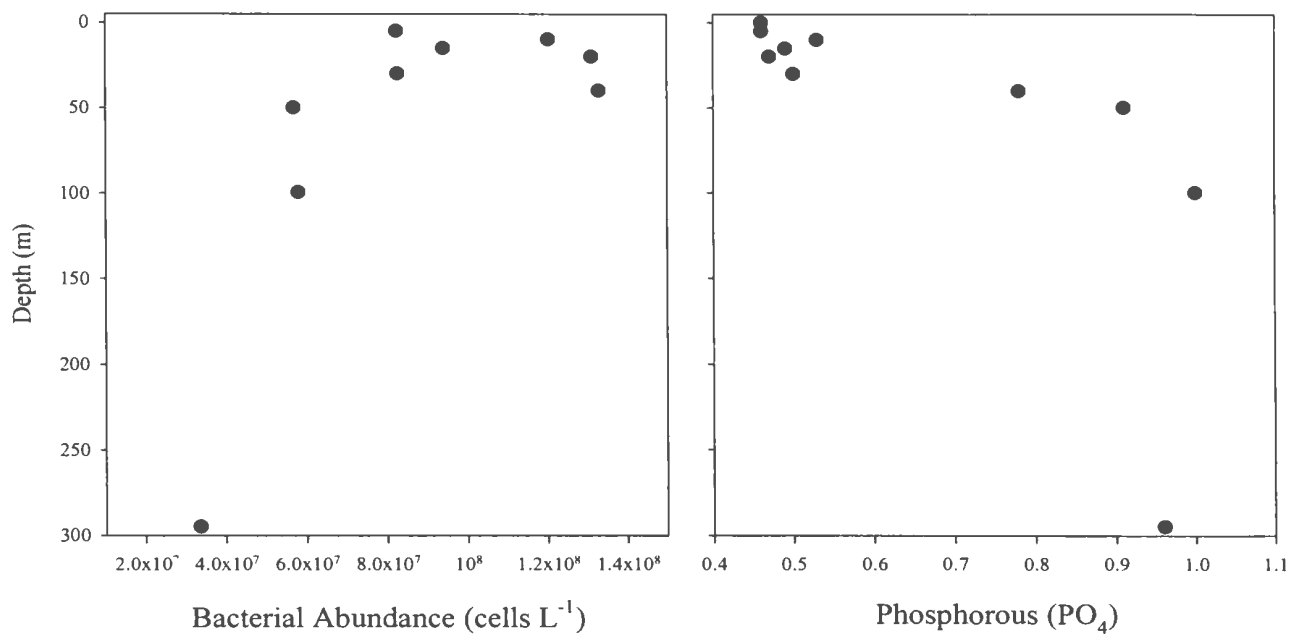 0
50
100
150
200
250
300
Depth (m)
2.0x10⁷ 4.0x10⁷ 6.0x10⁷ 8.0x10⁷ 10⁸ 1.2x10⁸ 1.4x10⁸
Bacterial Abundance (cells L⁻¹)
0.4 0.5 0.6 0.7 0.8 0.9 1.0 1.1
Phosphorous (PO₄)